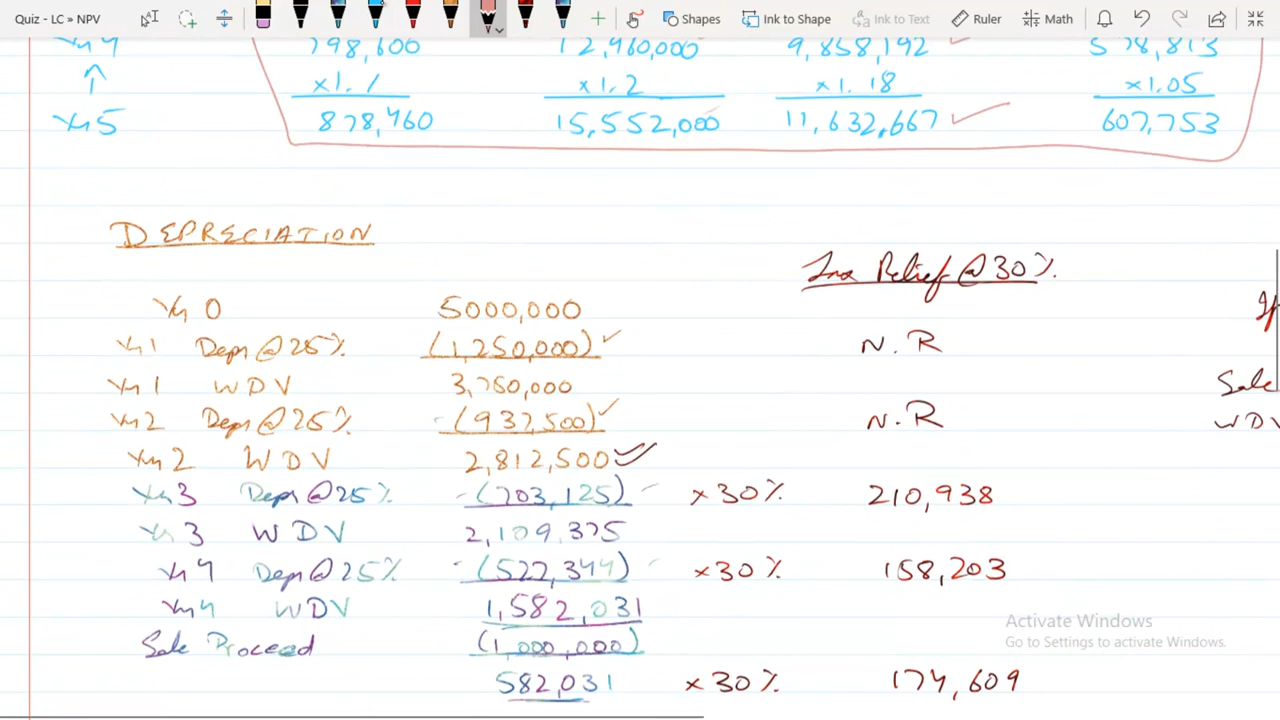 Quiz - LC » NPV Shapes Ink to Shape Ink to Text Ruler Math
Yr 4 798,600 12,960,000 9,858,192 578,813
x1.1 x1.2 x1.18 x1.05
Yr 5 878,460 15,552,000 11,632,667 607,753
DEPRECIATION
Tax Relief @ 30%
Yr 0 5000,000
Yr 1 Depr @ 25% (1,250,000) N.R
Yr 1 WDV 3,750,000 Sale
Yr 2 Depr @ 25% (937,500) N.R WDV
Yr 2 WDV 2,812,500
Yr 3 Depr @ 25% (703,125) x 30% 210,938
Yr 3 WDV 2,109,375
Yr 4 Depr @ 25% (527,344) x 30% 158,203
Yr 4 WDV 1,582,031
Activate Windows
Go to Settings to activate Windows.
Sale Proceed (1,000,000)
582,031 x 30% 174,609